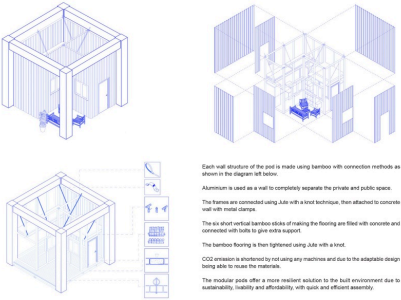 Each wall structure of the pod is made using bamboo with connection methods as
shown in the diagram left below.
Aluminium is used as a wall to completely separate the private and public space.
The frames are connected using Jute with a knot technique, then attached to concrete
wall with metal clamps.
The six short vertical bamboo sticks of making the flooring are filled with concrete and
connected with bolts to give extra support.
The bamboo flooring is then tightened using Jute with a knot.
CO2 emission is shortened by not using any machines and due to the adaptable design
being able to reuse the materials.
The modular pods offer a more resilient solution to the built environment due to
sustainability, livability and affordability, with quick and efficient assembly.